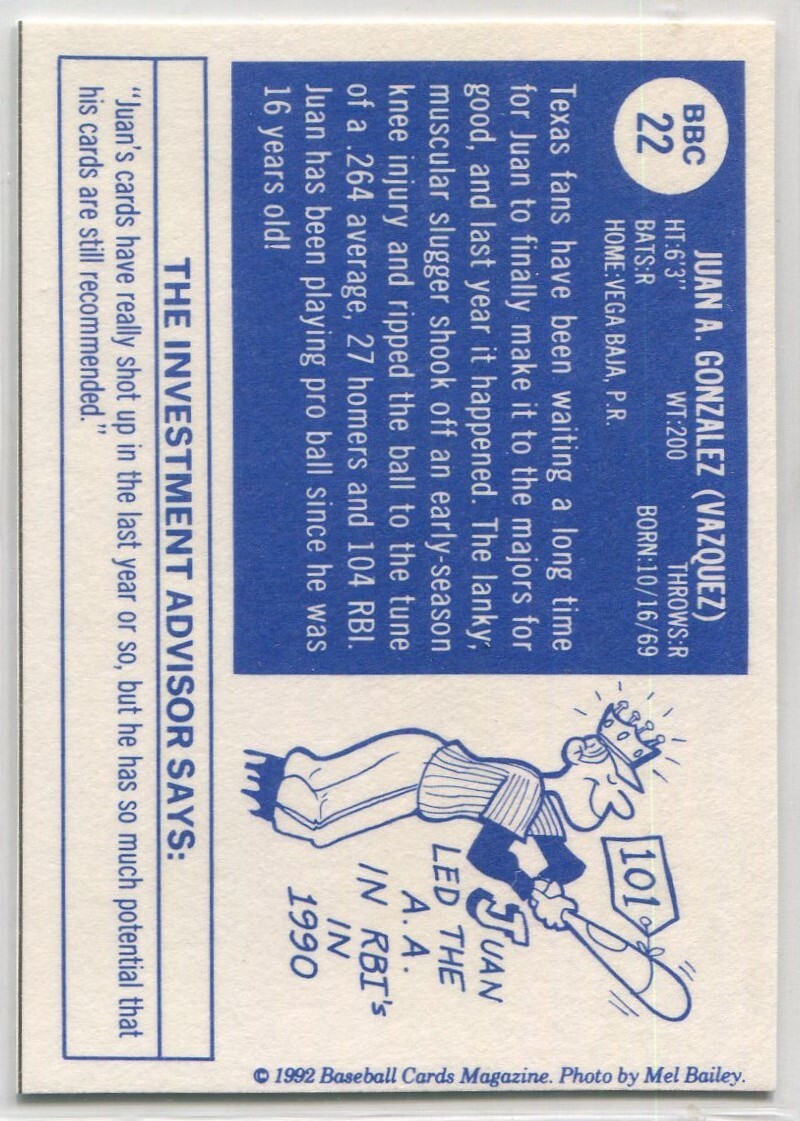 BBC
22
JUAN A. GONZALEZ (VAZQUEZ)
HT:6'3" WT:200 THROWS:R
BATS:R BORN:10/16/69
HOME:VEGA BAJA, P.R.
Texas fans have been waiting a long time
for Juan to finally make it to the majors for
good, and last year it happened. The lanky,
muscular slugger shook off an early-season
knee injury and ripped the ball to the tune
of a .264 average, 27 homers and 104 RBI.
Juan has been playing pro ball since he was
16 years old!
101
JUAN
LED THE
A.A.
IN RBI's
IN
1990
THE INVESTMENT ADVISOR SAYS:
"Juan's cards have really shot up in the last year or so, but he has so much potential that
his cards are still recommended."
© 1992 Baseball Cards Magazine. Photo by Mel Bailey.